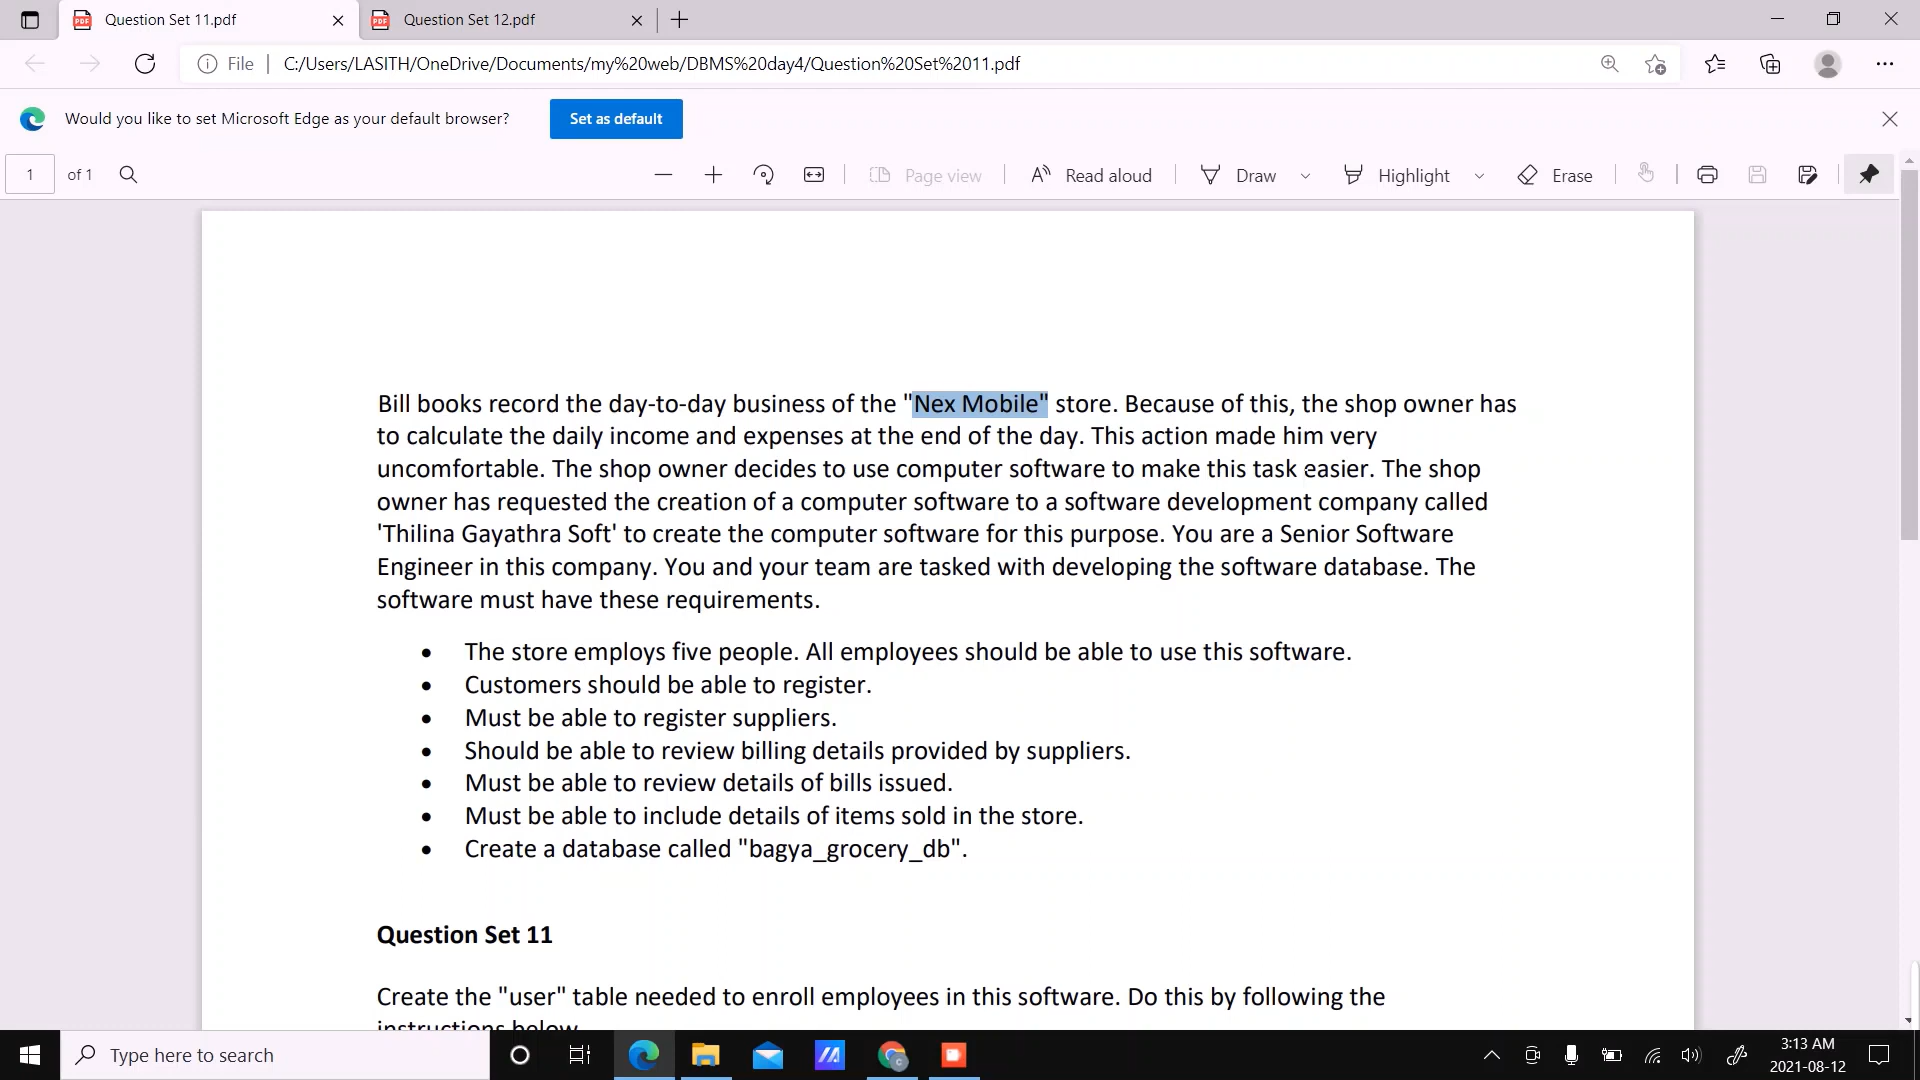 Question Set 11.pdf
Question Set 12.pdf
File | C:/Users/LASITH/OneDrive/Documents/my%20web/DBMS%20day4/Question%20Set%2011.pdf
Would you like to set Microsoft Edge as your default browser?
Set as default
1 of 1
Page view
Read aloud
Draw
Highlight
Erase
Bill books record the day-to-day business of the "Nex Mobile" store. Because of this, the shop owner has
to calculate the daily income and expenses at the end of the day. This action made him very
uncomfortable. The shop owner decides to use computer software to make this task easier. The shop
owner has requested the creation of a computer software to a software development company called
'Thilina Gayathra Soft' to create the computer software for this purpose. You are a Senior Software
Engineer in this company. You and your team are tasked with developing the software database. The
software must have these requirements.
• The store employs five people. All employees should be able to use this software.
• Customers should be able to register.
• Must be able to register suppliers.
• Should be able to review billing details provided by suppliers.
• Must be able to review details of bills issued.
• Must be able to include details of items sold in the store.
• Create a database called "bagya_grocery_db".
Question Set 11
Create the "user" table needed to enroll employees in this software. Do this by following the
instructions below
Type here to search
3:13 AM
2021-08-12